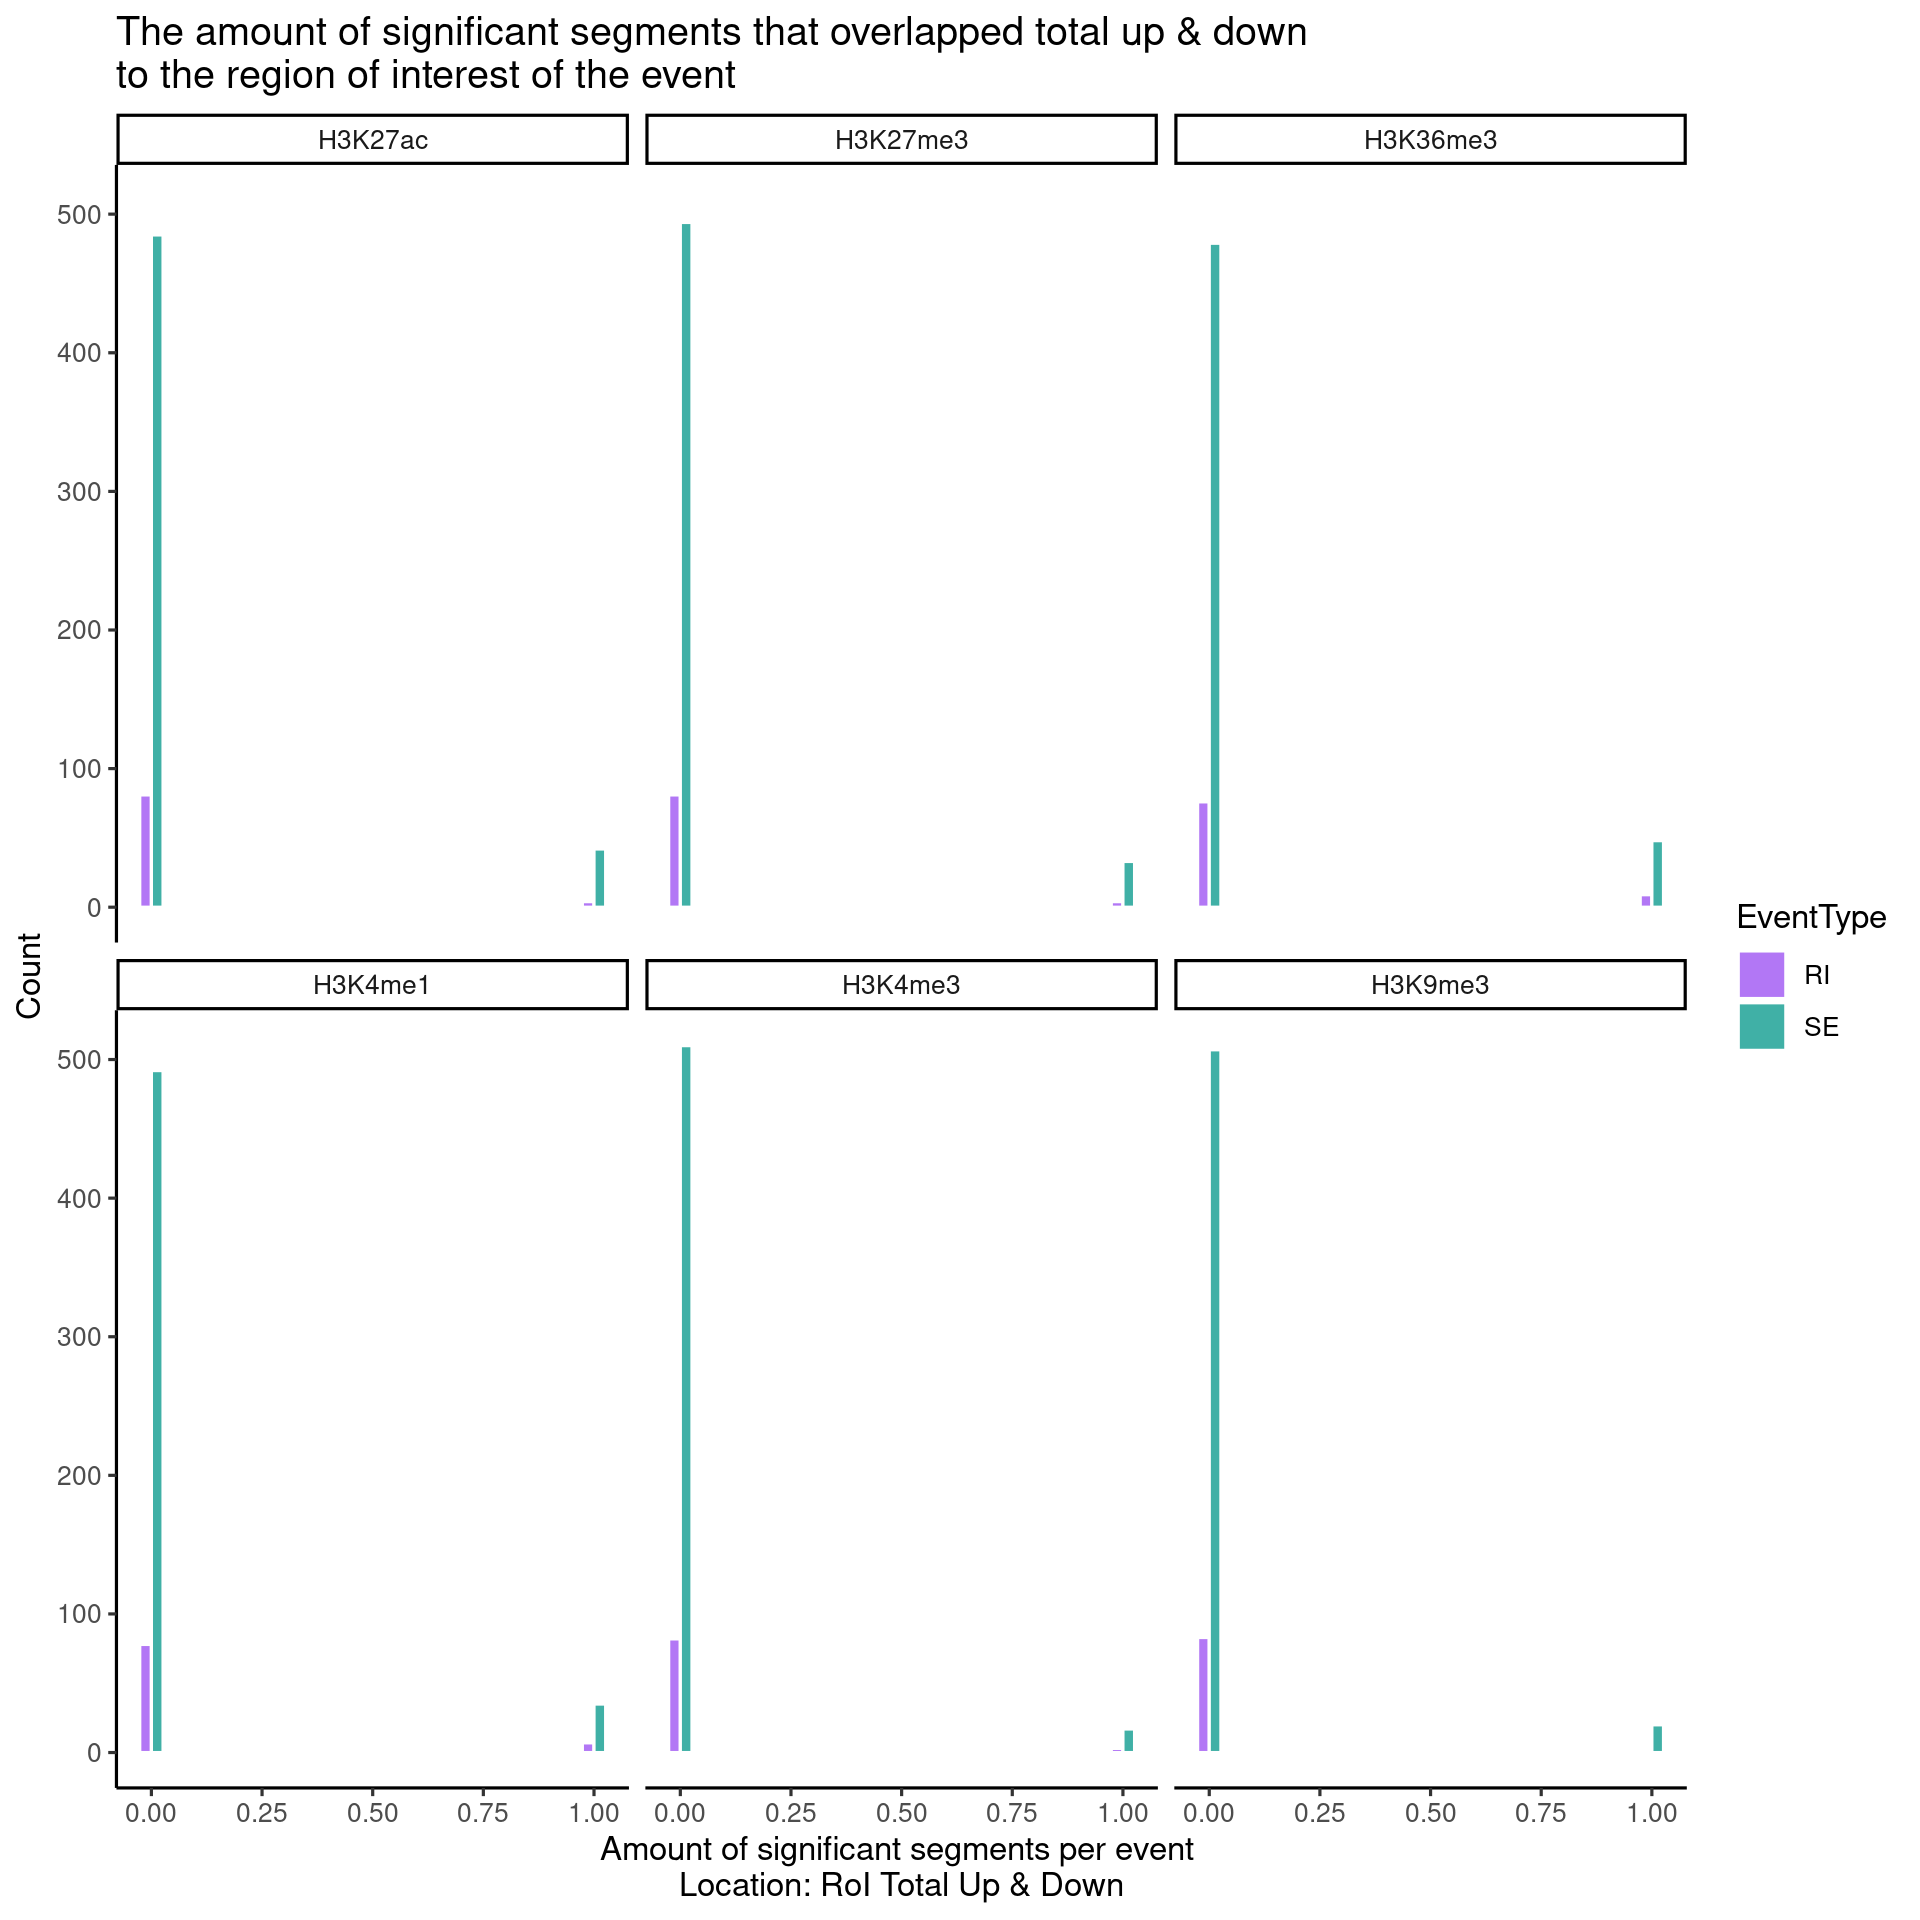 The amount of significant segments that overlapped total up & down
to the region of interest of the event
H3K27ac
H3K27me3
H3K36me3
500
400
300
200
100
0
Count
H3K4me1
H3K4me3
H3K9me3
500
400
300
200
100
0
0.00 0.25 0.50 0.75 1.00
0.00 0.25 0.50 0.75 1.00
0.00 0.25 0.50 0.75 1.00
Amount of significant segments per event
Location: RoI Total Up & Down
EventType
RI
SE